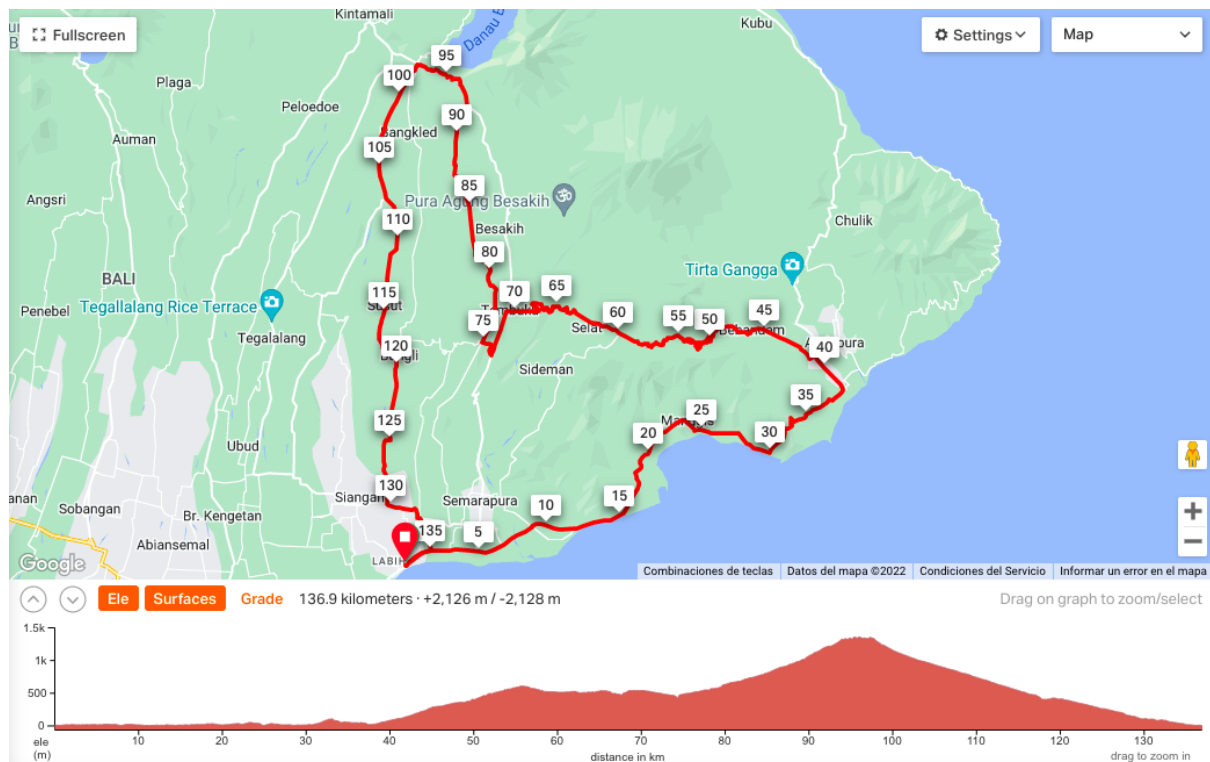 Kintamali
Danau B
Kubu
Fullscreen
Settings
Map
95
Plaga
100
Peloedoe
90
Bangkled
Auman
105
85
Angsri
Pura Agung Besakih
110
Besakih
Chulik
80
BALI
Tirta Gangga
115
70
65
Tegallalang Rice Terrace
Penebel
75
60
55
50
45
Selat
Bebandem
Tegalalang
120
40
Bangli
Sideman
35
125
25
20
30
Ubud
130
Siangan
15
anan
Sobangan
Semarapura
10
Br. Kengetan
135
5
Abiansemal
LABIH
Google
Combinaciones de teclas
Datos del mapa ©2022
Condiciones del Servicio
Informar un error en el mapa
Ele
Surfaces
Grade
136.9 kilometers · +2,126 m / -2,128 m
Drag on graph to zoom/select
1.5k
1k
500
0
ele
(m)
10 20 30 40 50 60 70 80 90 100 110 120 130
distance in km
drag to zoom in